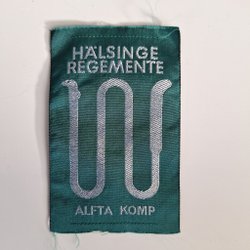 HÄLSINGE
REGEMENTE
ALFTA KOMP